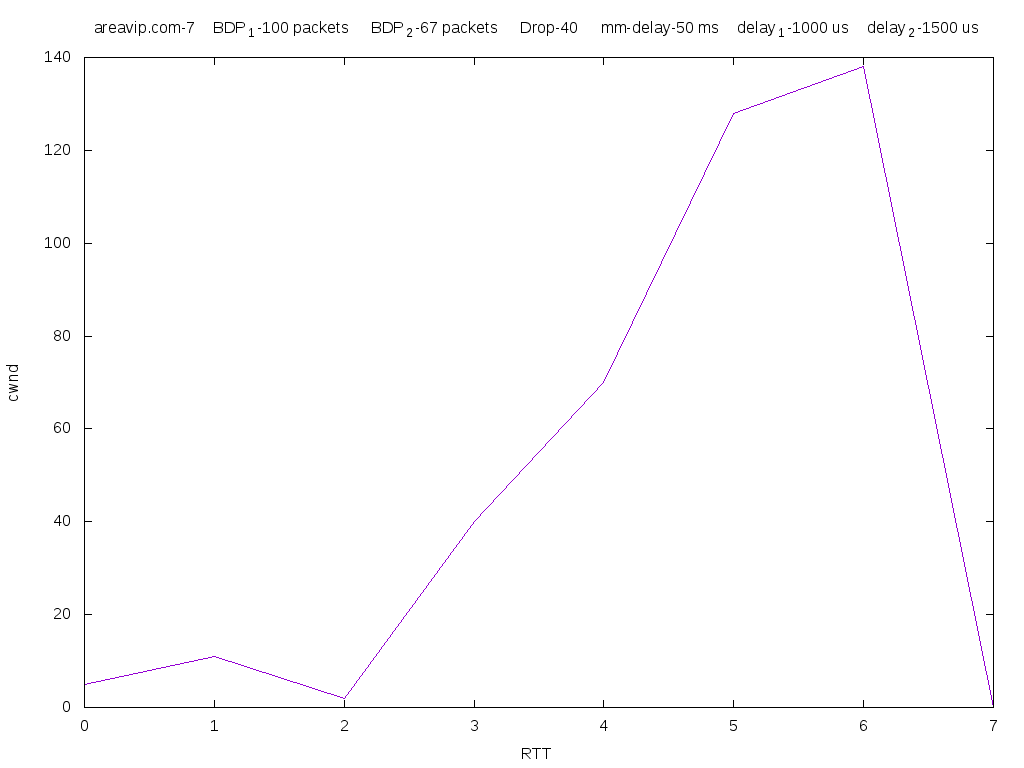 areavip.com-7 BDP1-100 packets BDP2-67 packets Drop-40 mm-delay-50 ms delay1-1000 us delay2-1500 us
140
120
100
80
60
40
20
0
cwnd
0 1 2 3 4 5 6 7
RTT